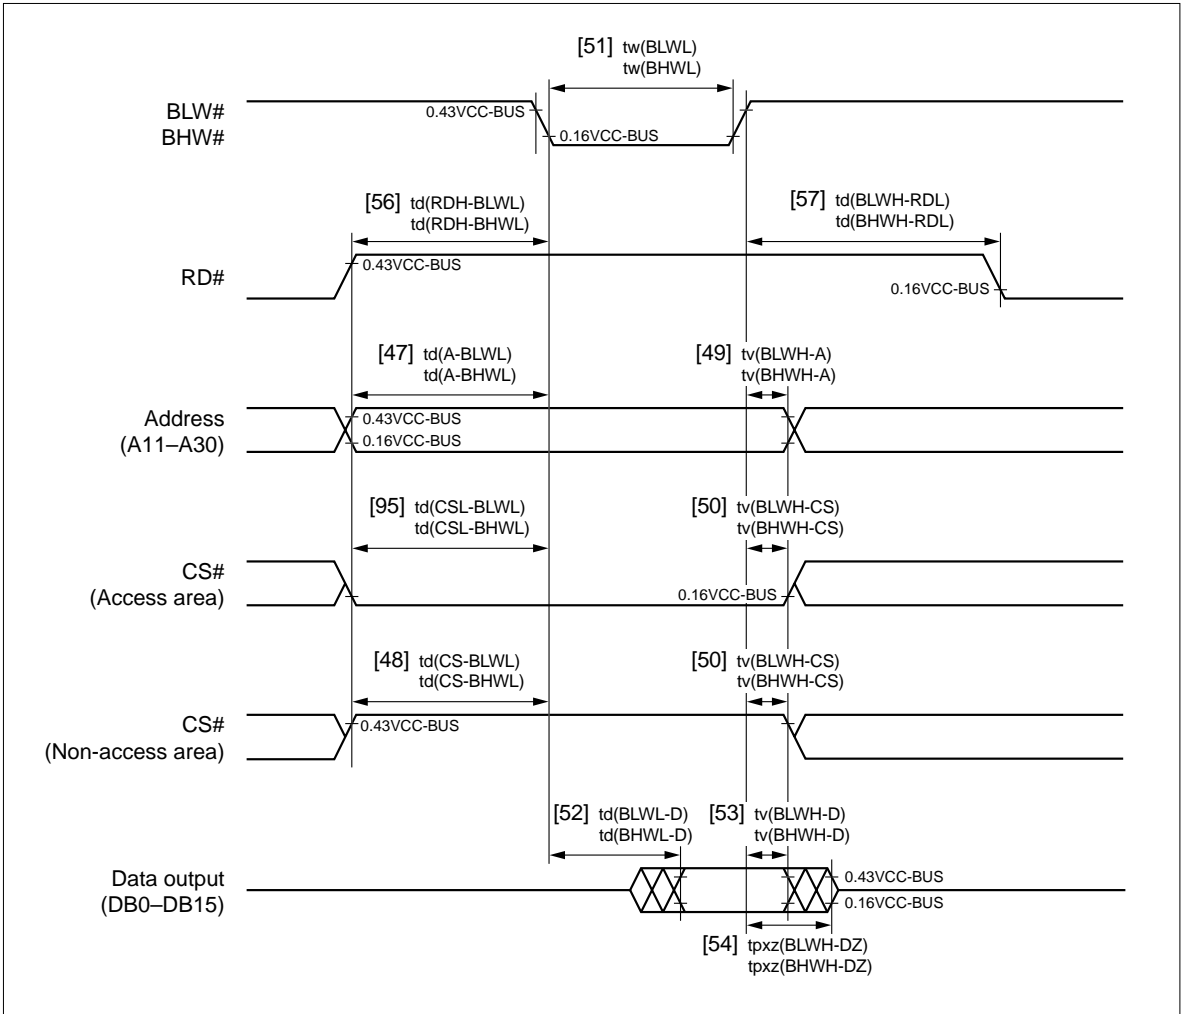 [51] tw(BLWL)
tw(BHWL)
BLW#
BHW#
0.43VCC-BUS
0.16VCC-BUS
[56] td(RDH-BLWL)
td(RDH-BHWL)
[57] td(BLWH-RDL)
td(BHWH-RDL)
RD#
0.43VCC-BUS
0.16VCC-BUS
[47] td(A-BLWL)
td(A-BHWL)
[49] tv(BLWH-A)
tv(BHWH-A)
Address
(A11–A30)
0.43VCC-BUS
0.16VCC-BUS
[95] td(CSL-BLWL)
td(CSL-BHWL)
[50] tv(BLWH-CS)
tv(BHWH-CS)
CS#
(Access area)
0.16VCC-BUS
[48] td(CS-BLWL)
td(CS-BHWL)
[50] tv(BLWH-CS)
tv(BHWH-CS)
CS#
(Non-access area)
0.43VCC-BUS
[52] td(BLWL-D)
td(BHWL-D)
[53] tv(BLWH-D)
tv(BHWH-D)
Data output
(DB0–DB15)
0.43VCC-BUS
0.16VCC-BUS
[54] tpxz(BLWH-DZ)
tpxz(BHWH-DZ)